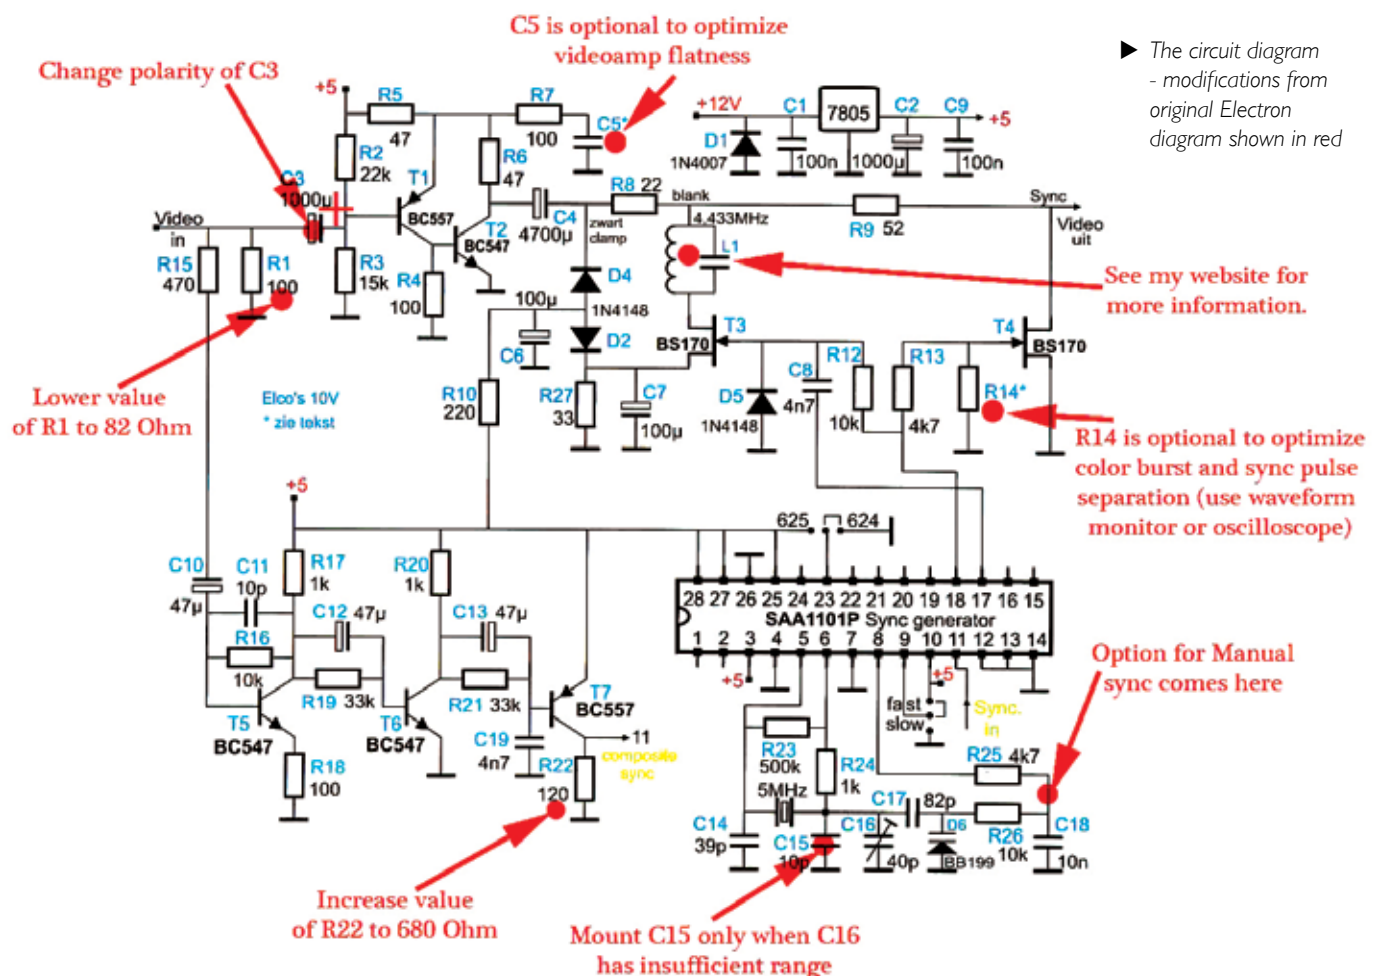 C5 is optional to optimize
videoamp flatness
Change polarity of C3
▶ The circuit diagram
- modifications from
original Electron
diagram shown in red
+5
R5
47
R7
100
C5*
+12V
C1
7805
C2
C9
+5
D1
1N4007
100n
1000µ
100n
R2
22k
R6
47
C3
1000µ
+
T1
BC557
R8 22
blank
4,433MHz
Sync
Video
in
T2
BC547
C4
4700µ
zwart
clamp
R9 52
Video
uit
L1
R15
470
R1
100
R3
15k
R4
100
D4
1N4148
See my website for
more information.
100µ
C6
D2
T3
BS170
T4
BS170
R12
R13
C8
4n7
R14*
Lower value
of R1 to 82 Ohm
Elco's 10V
* zie tekst
R10
220
R27
33
C7
100µ
D5
1N4148
10k
4k7
R14 is optional to optimize
color burst and sync pulse
separation (use waveform
monitor or oscilloscope)
+5
625
624
C10
47µ
C11
10p
R17
1k
R20
1k
C12
47µ
C13
47µ
28 27 26 25 24 23 22 21 20 19 18 17 16 15
SAA1101P Sync generator
1 2 3 4 5 6 7 8 9 10 11 12 13 14
R16
10k
R19
33k
R21
33k
+5
+5
Option for Manual
sync comes here
T5
BC547
T6
BC547
T7
BC557
fast
slow
Sync.
in
11
composite
sync
C19
4n7
R22
120
R18
100
R23
500k
R24
1k
R25
4k7
5MHz
C17
82p
C14
39p
C15
10p
C16
40p
D6
BB199
R26
10k
C18
10n
Increase value
of R22 to 680 Ohm
Mount C15 only when C16
has insufficient range